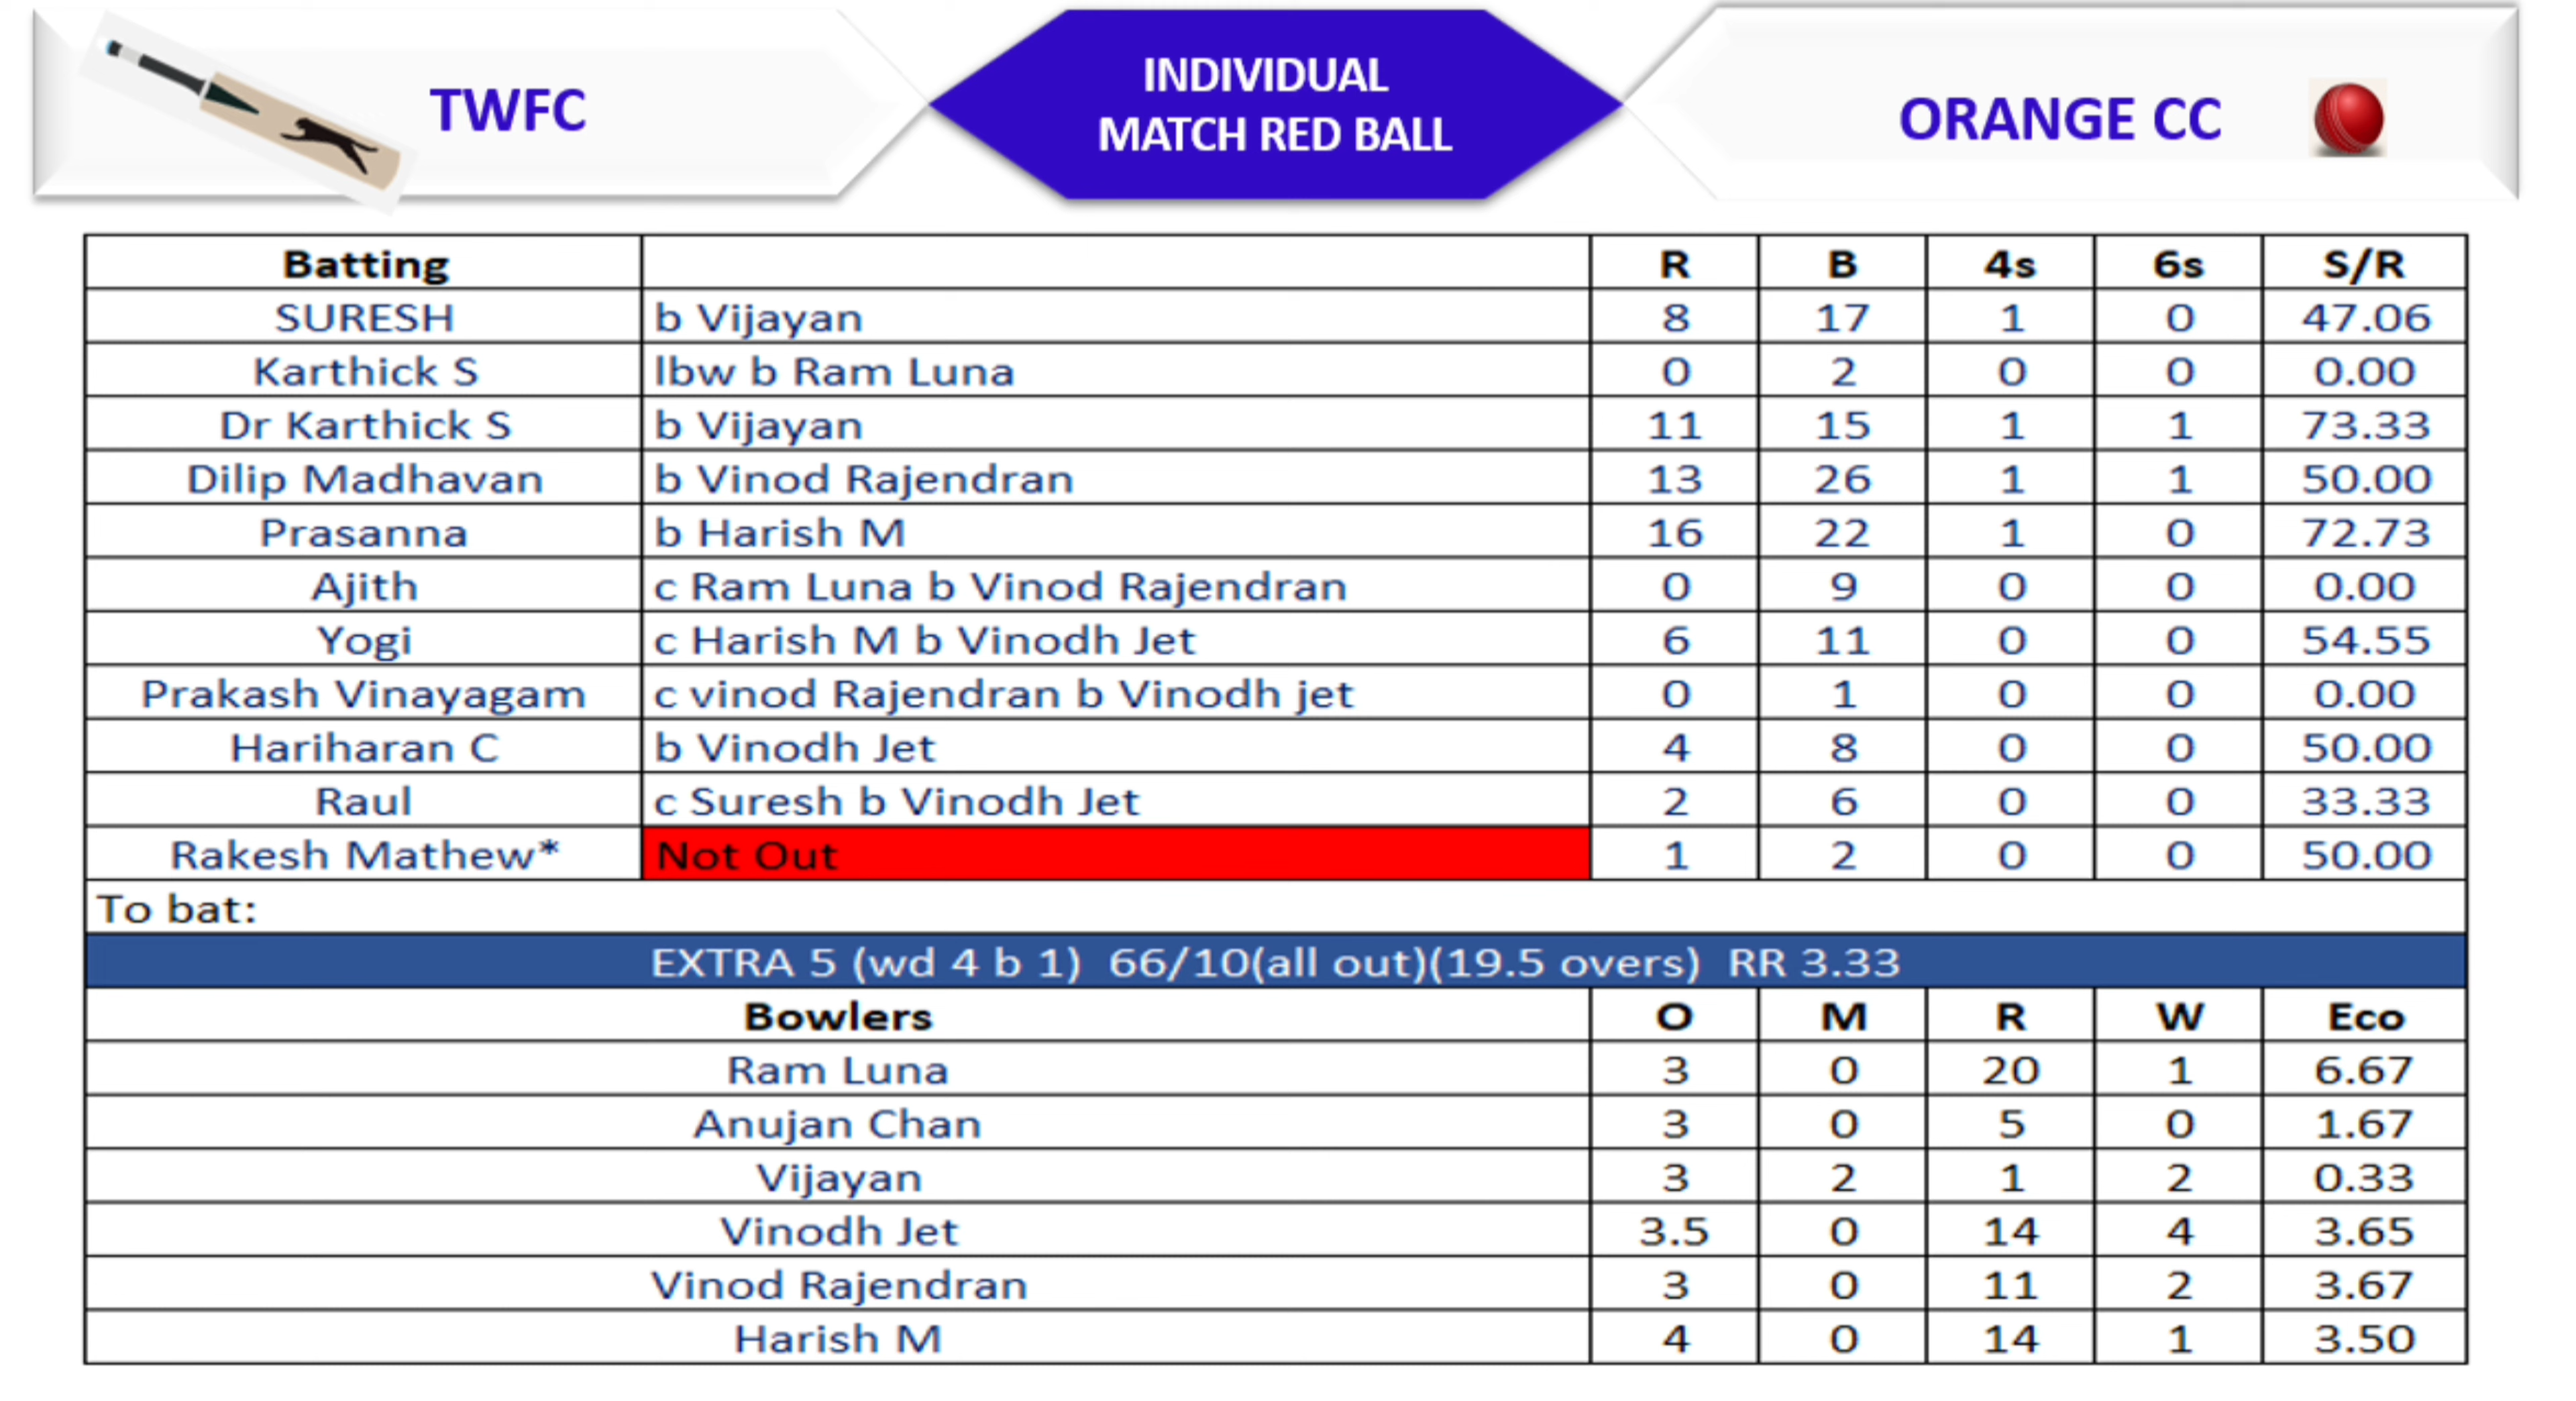 TWFC
INDIVIDUAL
MATCH RED BALL
ORANGE CC
Batting R B 4s 6s S/R
SURESH b Vijayan 8 17 1 0 47.06
Karthick S lbw b Ram Luna 0 2 0 0 0.00
Dr Karthick S b Vijayan 11 15 1 1 73.33
Dilip Madhavan b Vinod Rajendran 13 26 1 1 50.00
Prasanna b Harish M 16 22 1 0 72.73
Ajith c Ram Luna b Vinod Rajendran 0 9 0 0 0.00
Yogi c Harish M b Vinodh Jet 6 11 0 0 54.55
Prakash Vinayagam c vinod Rajendran b Vinodh jet 0 1 0 0 0.00
Hariharan C b Vinodh Jet 4 8 0 0 50.00
Raul c Suresh b Vinodh Jet 2 6 0 0 33.33
Rakesh Mathew* Not Out 1 2 0 0 50.00
To bat:
EXTRA 5 (wd 4 b 1) 66/10(all out)(19.5 overs) RR 3.33
Bowlers O M R W Eco
Ram Luna 3 0 20 1 6.67
Anujan Chan 3 0 5 0 1.67
Vijayan 3 2 1 2 0.33
Vinodh Jet 3.5 0 14 4 3.65
Vinod Rajendran 3 0 11 2 3.67
Harish M 4 0 14 1 3.50